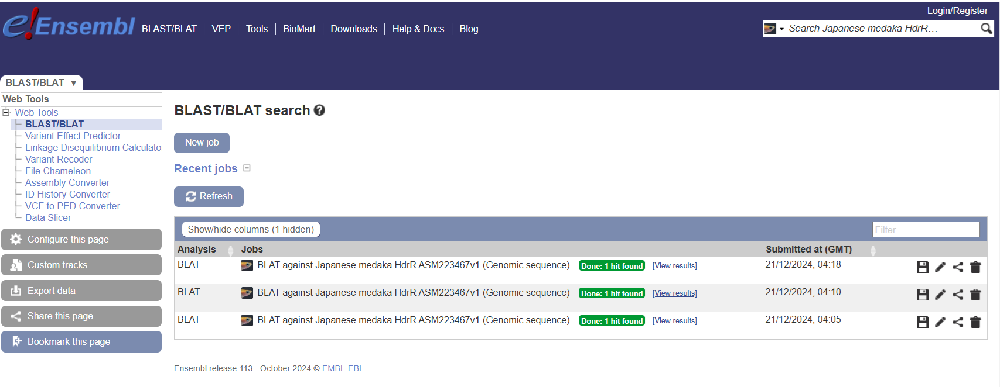 Login/Register
e!Ensembl BLAST/BLAT VEP Tools BioMart Downloads Help & Docs Blog
Search Japanese medaka HdrR…
BLAST/BLAT ▼
Web Tools
Web Tools
BLAST/BLAT
Variant Effect Predictor
Linkage Disequilibrium Calculato
Variant Recoder
File Chameleon
Assembly Converter
ID History Converter
VCF to PED Converter
Data Slicer
Configure this page
Custom tracks
Export data
Share this page
Bookmark this page
BLAST/BLAT search
New job
Recent jobs
Refresh
Show/hide columns (1 hidden) Filter
Analysis Jobs Submitted at (GMT)
BLAT BLAT against Japanese medaka HdrR ASM223467v1 (Genomic sequence) Done: 1 hit found [View results] 21/12/2024, 04:18
BLAT BLAT against Japanese medaka HdrR ASM223467v1 (Genomic sequence) Done: 1 hit found [View results] 21/12/2024, 04:10
BLAT BLAT against Japanese medaka HdrR ASM223467v1 (Genomic sequence) Done: 1 hit found [View results] 21/12/2024, 04:05
Ensembl release 113 - October 2024 © EMBL-EBI